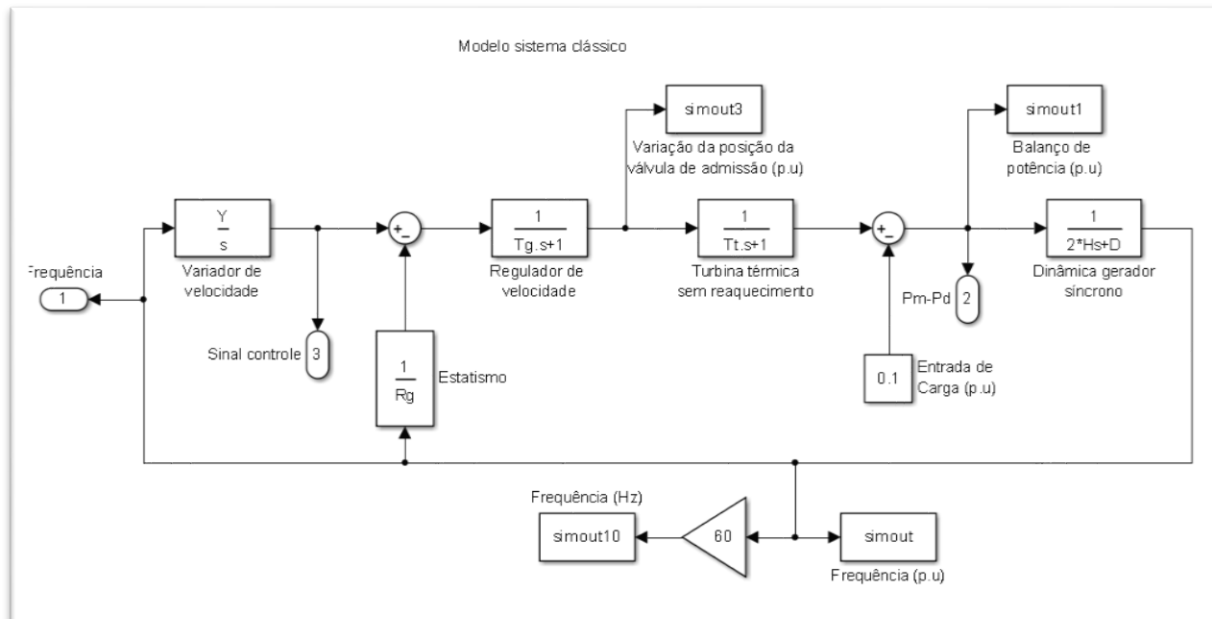 Modelo sistema clássico
simout3
Variação da posição da
válvula de admissão (p.u)
simout1
Balanço de
potência (p.u)
Y
s
Variador de
velocidade
+
-
1
Tg.s+1
Regulador de
velocidade
1
Tt.s+1
Turbina térmica
sem reaquecimento
+
-
1
2*Hs+D
Dinâmica gerador
síncrono
Frequência
1
Sinal controle
3
1
Rg
Estatismo
Pm-Pd
2
0.1
Entrada de
Carga (p.u)
Frequência (Hz)
simout10
60
simout
Frequência (p.u)